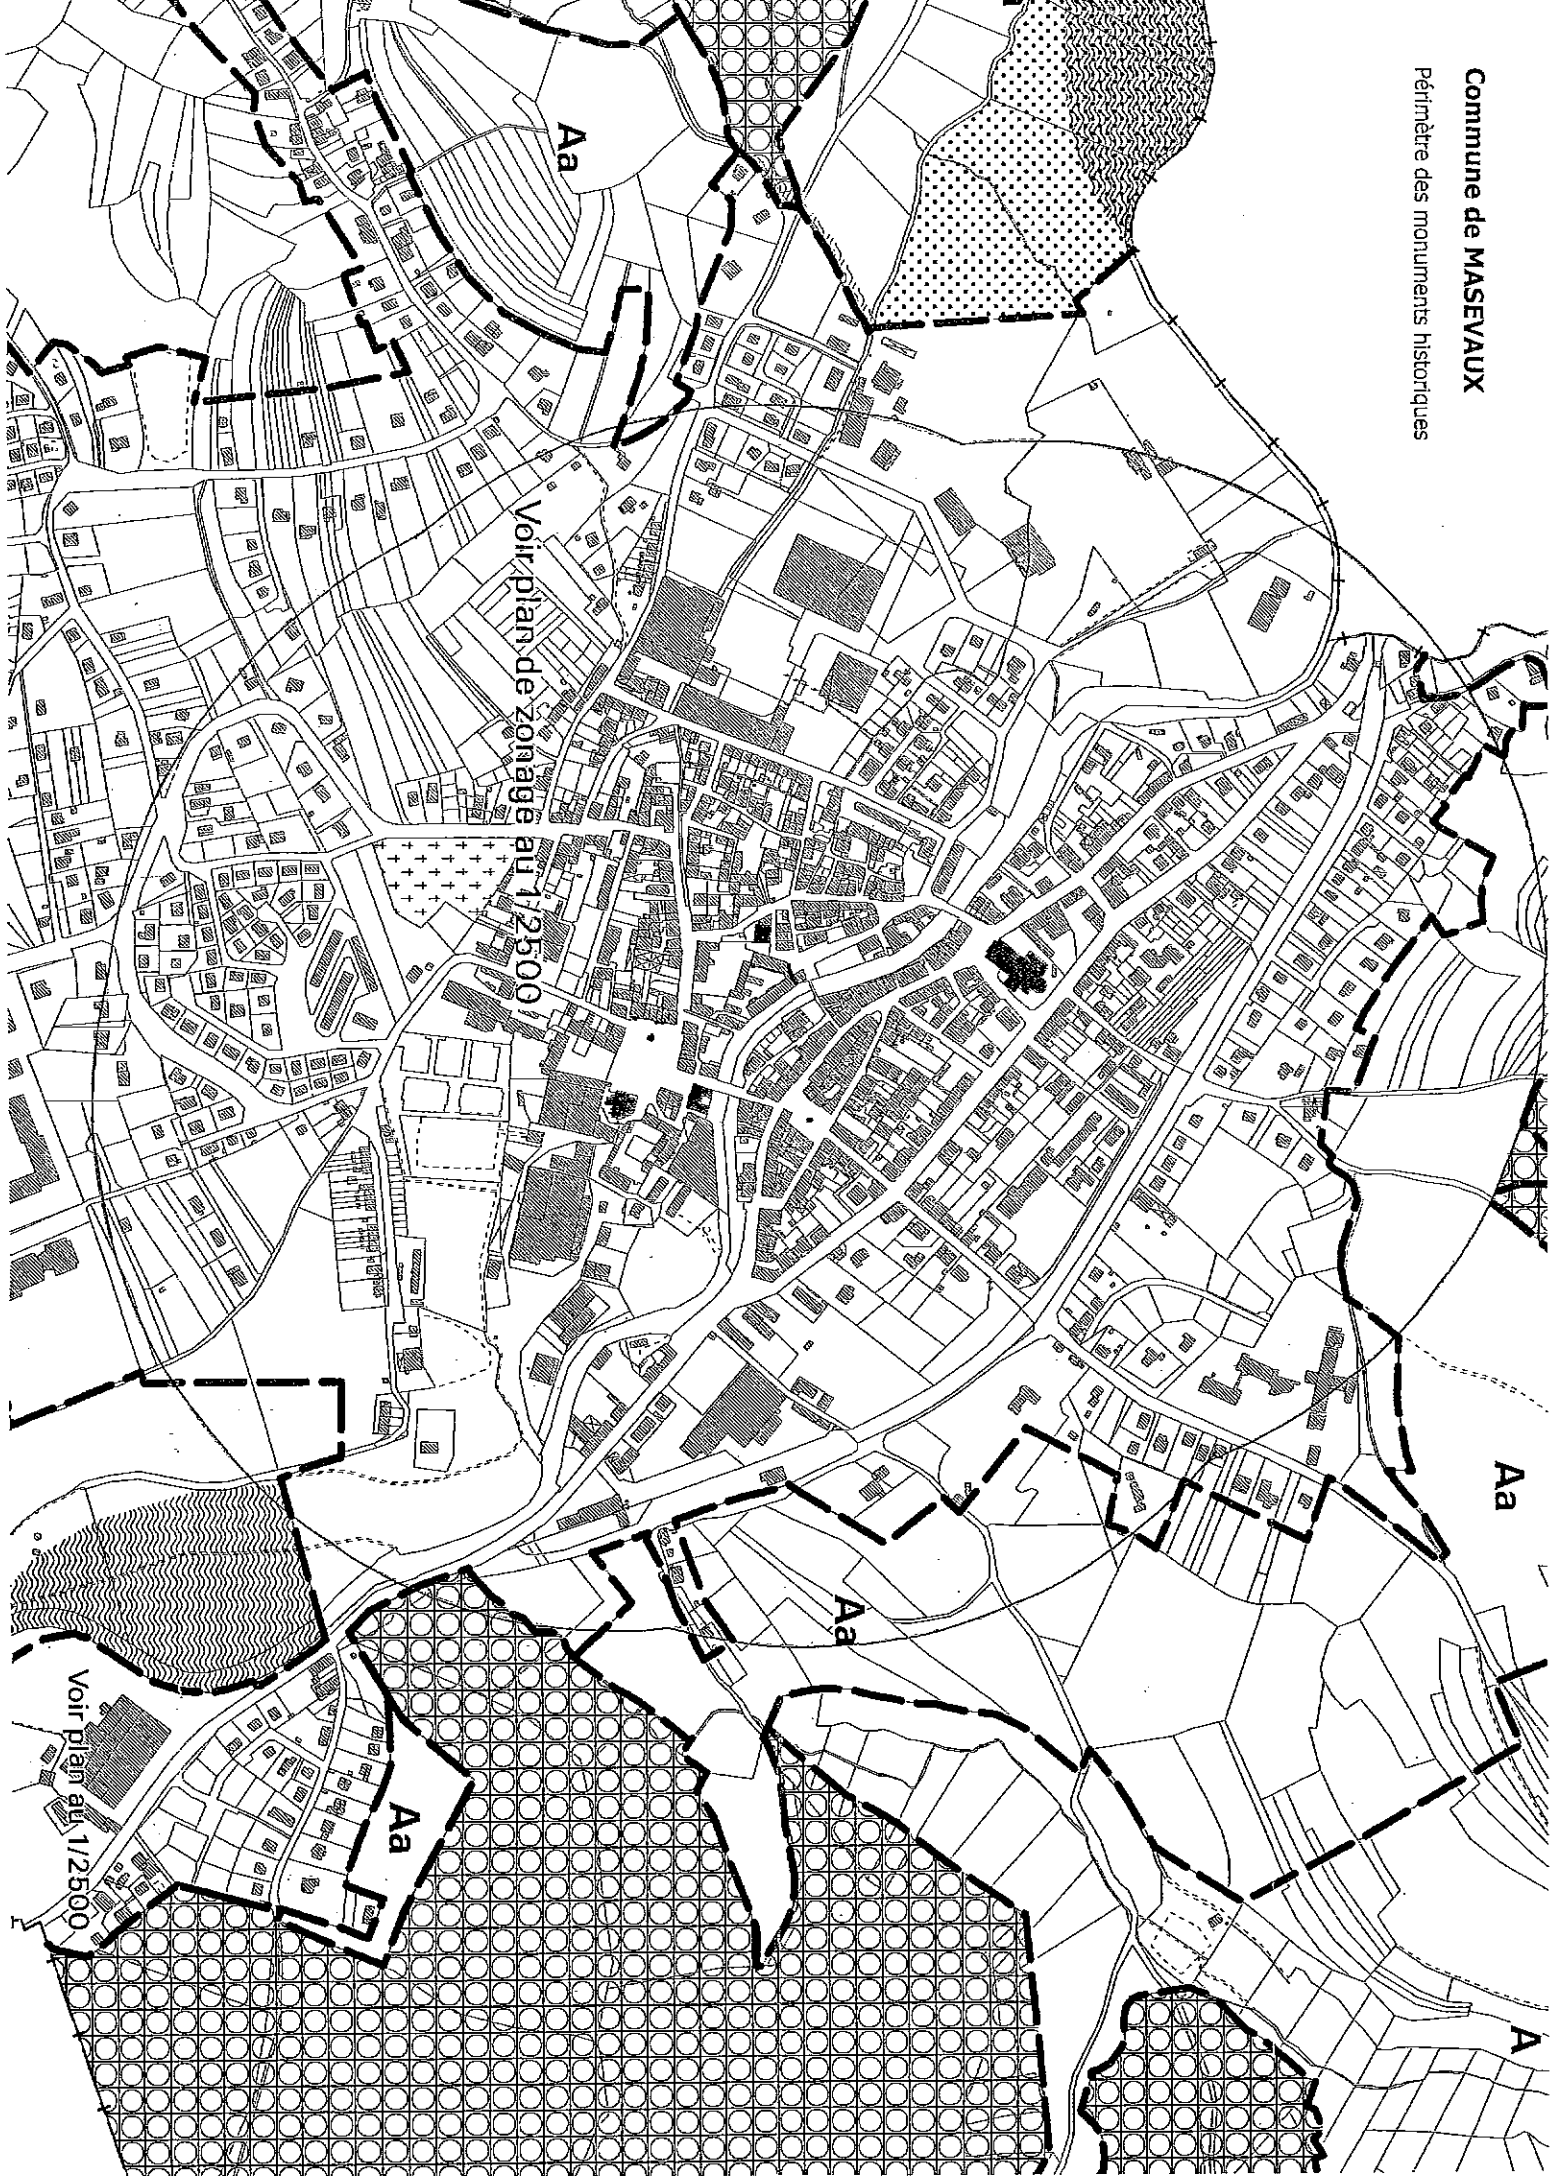 Commune de MASEVAUX
Périmètre des monuments historiques
Aa
Voir plan de zonage au 1/2500
Aa
Aa
A
Aa
Voir plan au 1/2500